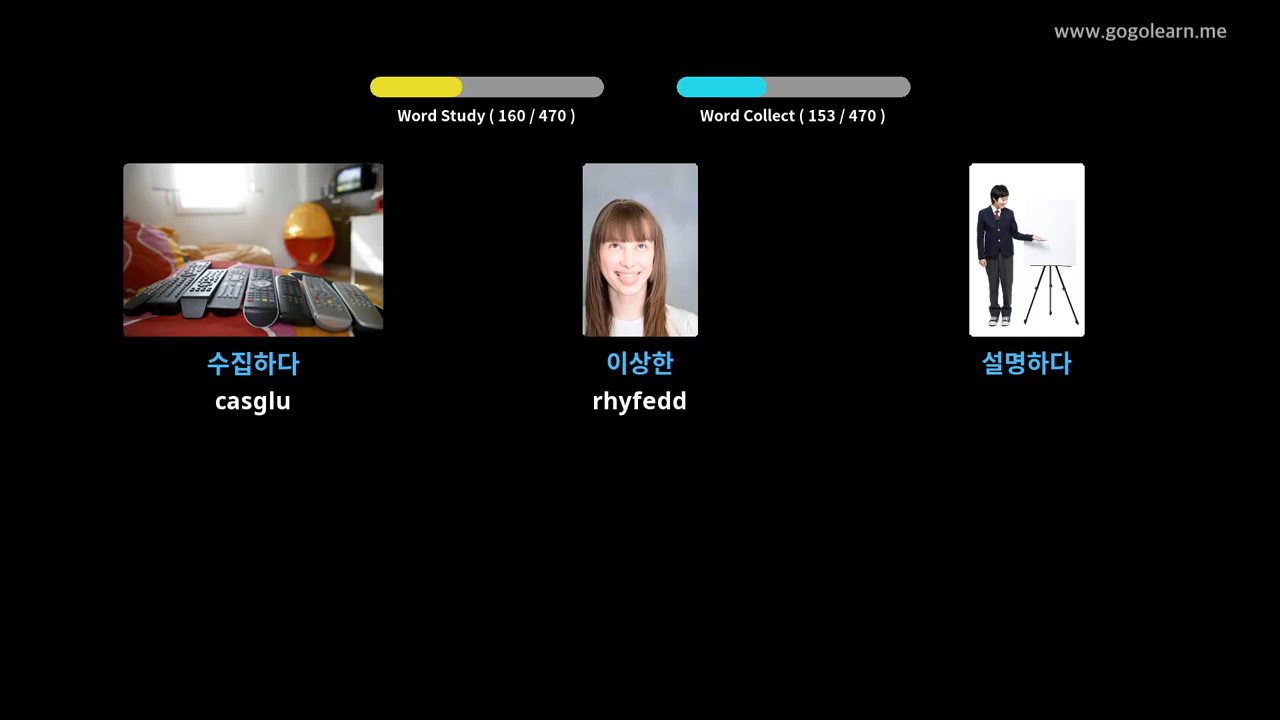 www.gogolearn.me
Word Study ( 160 / 470 )
Word Collect ( 153 / 470 )
수집하다
이상한
설명하다
casglu
rhyfedd